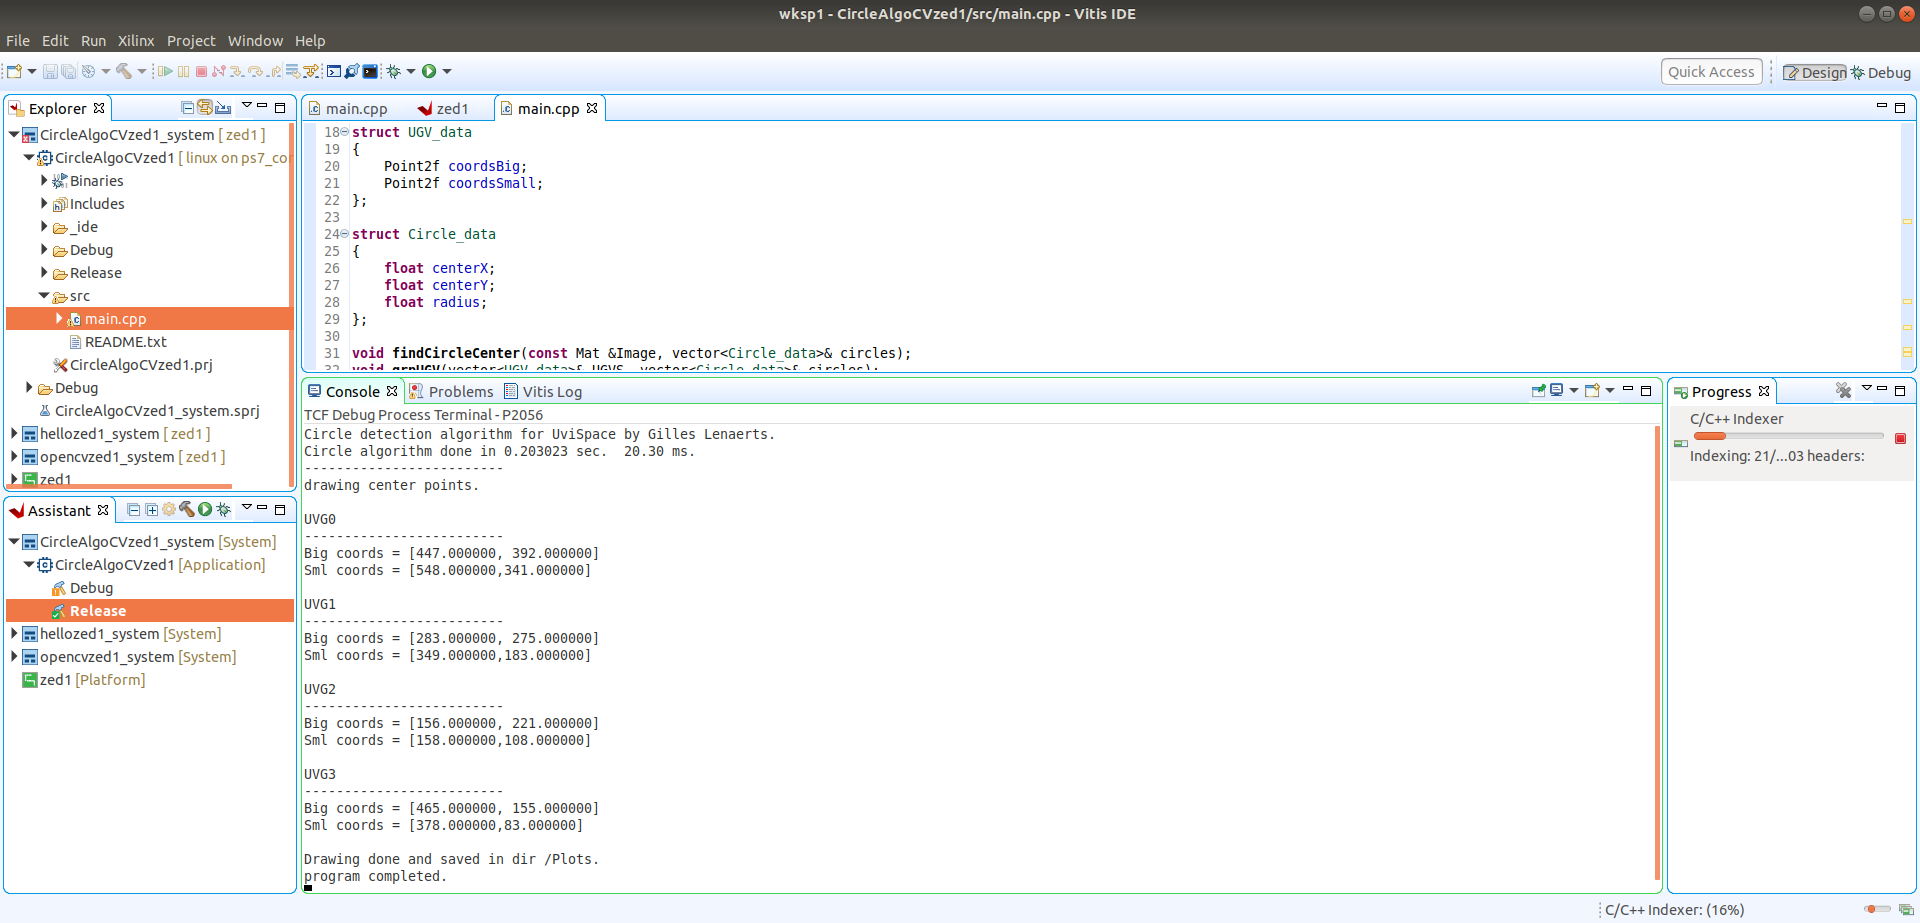 wksp1 - CircleAlgoCVzed1/src/main.cpp - Vitis IDE
File Edit Run Xilinx Project Window Help
Quick Access
Design
Debug
Explorer
CircleAlgoCVzed1_system [ zed1 ]
CircleAlgoCVzed1 [ linux on ps7_cor
Binaries
Includes
_ide
Debug
Release
src
main.cpp
README.txt
CircleAlgoCVzed1.prj
Debug
CircleAlgoCVzed1_system.sprj
hellozed1_system [ zed1 ]
opencvzed1_system [ zed1 ]
zed1
Assistant
CircleAlgoCVzed1_system [System]
CircleAlgoCVzed1 [Application]
Debug
Release
hellozed1_system [System]
opencvzed1_system [System]
zed1 [Platform]
main.cpp
zed1
main.cpp
18 struct UGV_data
19 {
20 Point2f coordsBig;
21 Point2f coordsSmall;
22 };
23
24 struct Circle_data
25 {
26 float centerX;
27 float centerY;
28 float radius;
29 };
30
31 void findCircleCenter(const Mat &Image, vector<Circle_data>& circles);
32 void grpUGV(vector<UGV_data>& UGVS, vector<Circle_data>& circles);
Console
Problems
Vitis Log
TCF Debug Process Terminal - P2056
Circle detection algorithm for UviSpace by Gilles Lenaerts.
Circle algorithm done in 0.203023 sec.  20.30 ms.
-------------------------
drawing center points.
UVG0
-------------------------
Big coords = [447.000000, 392.000000]
Sml coords = [548.000000,341.000000]
UVG1
-------------------------
Big coords = [283.000000, 275.000000]
Sml coords = [349.000000,183.000000]
UVG2
-------------------------
Big coords = [156.000000, 221.000000]
Sml coords = [158.000000,108.000000]
UVG3
-------------------------
Big coords = [465.000000, 155.000000]
Sml coords = [378.000000,83.000000]
Drawing done and saved in dir /Plots.
program completed.
Progress
C/C++ Indexer
Indexing: 21/...03 headers:
C/C++ Indexer: (16%)